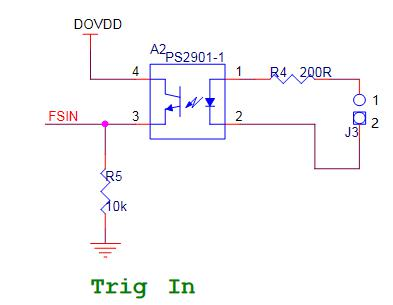 DOVDD
A2
PS2901-1
4
1
R4 200R
1
FSIN
3
2
2
J3
R5
10k
Trig In